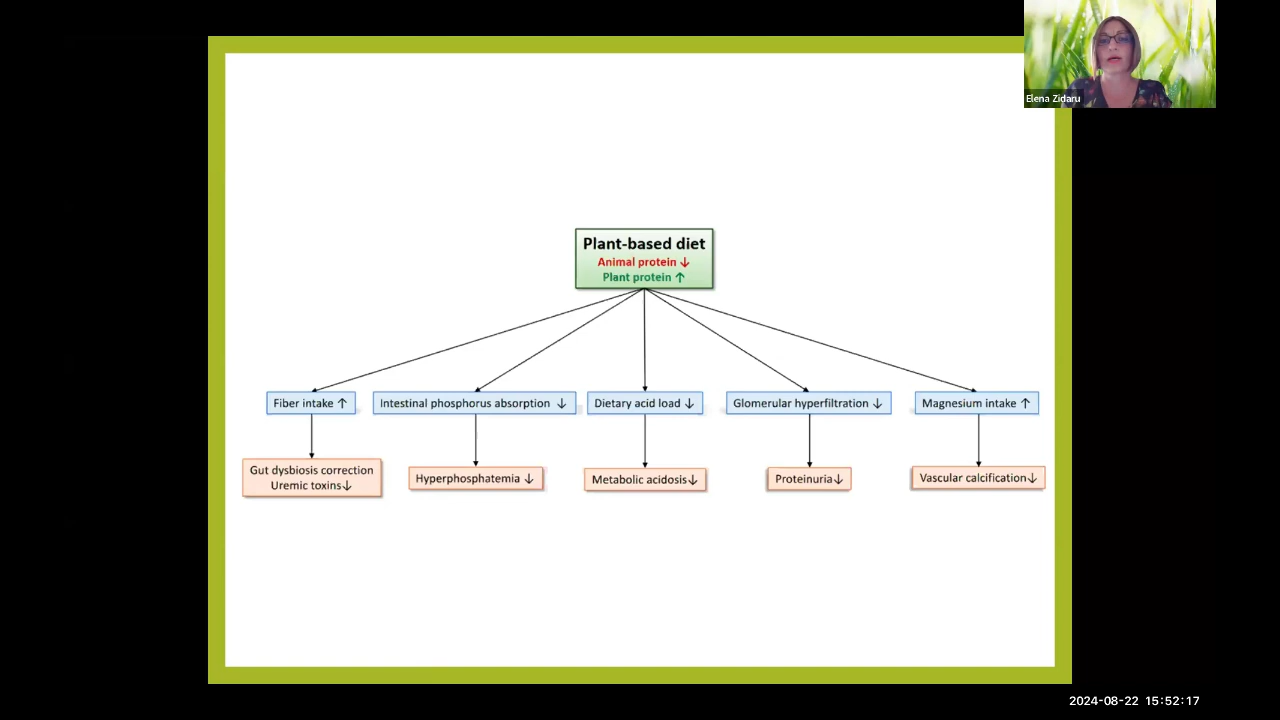 Elena Zidaru
Plant-based diet
Animal protein ↓
Plant protein ↑
Fiber intake ↑
Intestinal phosphorus absorption ↓
Dietary acid load ↓
Glomerular hyperfiltration ↓
Magnesium intake ↑
Gut dysbiosis correction
Uremic toxins↓
Hyperphosphatemia ↓
Metabolic acidosis↓
Proteinuria↓
Vascular calcification↓
2024-08-22 15:52:17